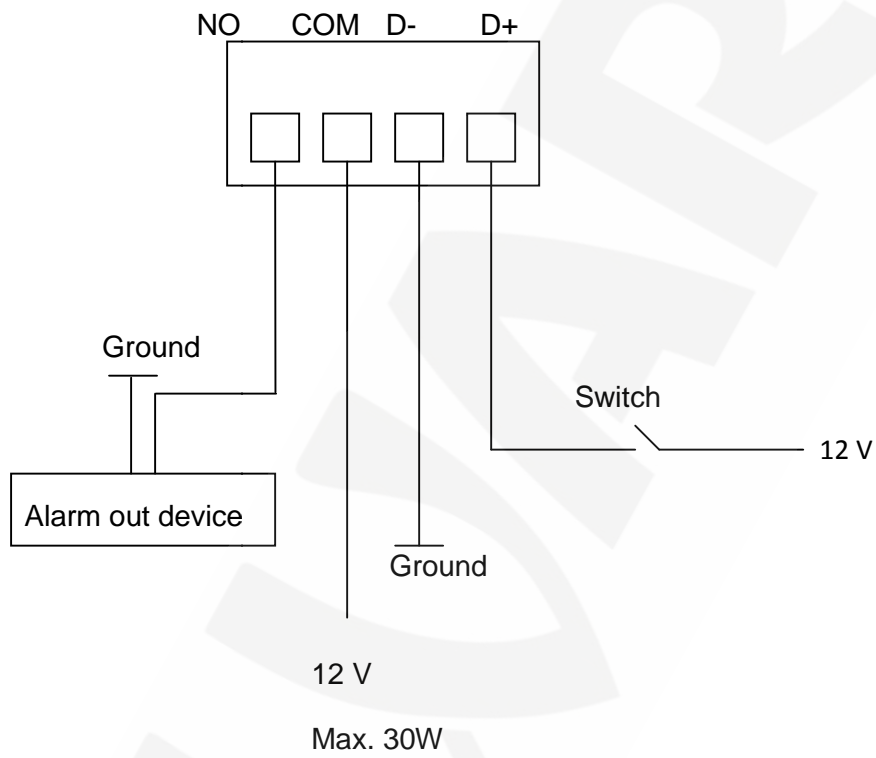 NO COM D- D+
Ground
Switch
12 V
Alarm out device
Ground
12 V
Max. 30W